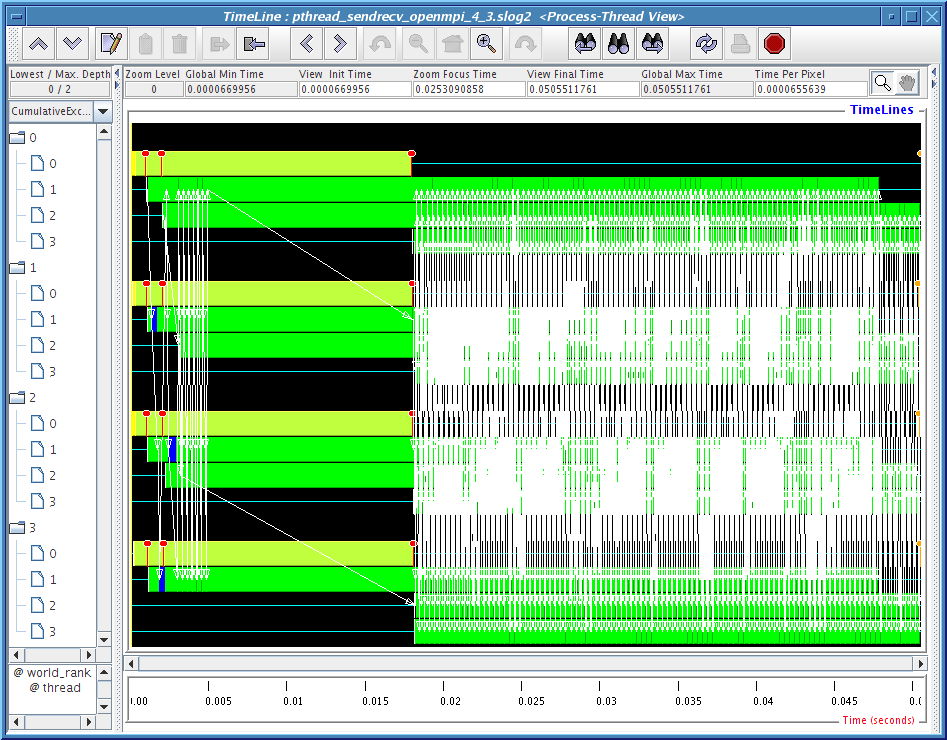 TimeLine : pthread_sendrecv_openmpi_4_3.slog2 <Process-Thread View>
Lowest / Max. Depth
0 / 2
Zoom Level
0
Global Min Time
0.0000669956
View Init Time
0.0000669956
Zoom Focus Time
0.0253090858
View Final Time
0.0505511761
Global Max Time
0.0505511761
Time Per Pixel
0.0000655639
CumulativeExc...
TimeLines
0
0
1
2
3
1
0
1
2
3
2
0
1
2
3
3
0
1
2
3
@ world_rank
@ thread
0.00 0.005 0.01 0.015 0.02 0.025 0.03 0.035 0.04 0.045 0.0
Time (seconds)